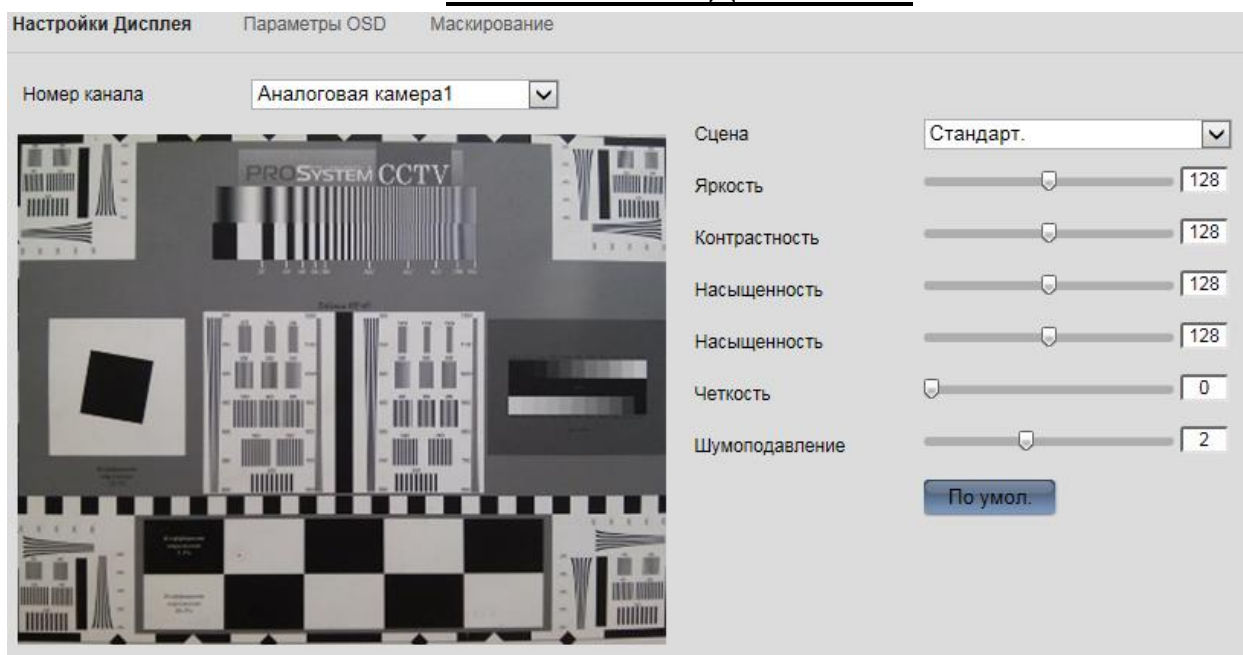 Настройки Дисплея Параметры OSD Маскирование
Номер канала Аналоговая камера1
PROSYSTEM CCTV
Сцена Стандарт.
Яркость 128
Контрастность 128
Насыщенность 128
Насыщенность 128
Четкость 0
Шумоподавление 2
По умол.